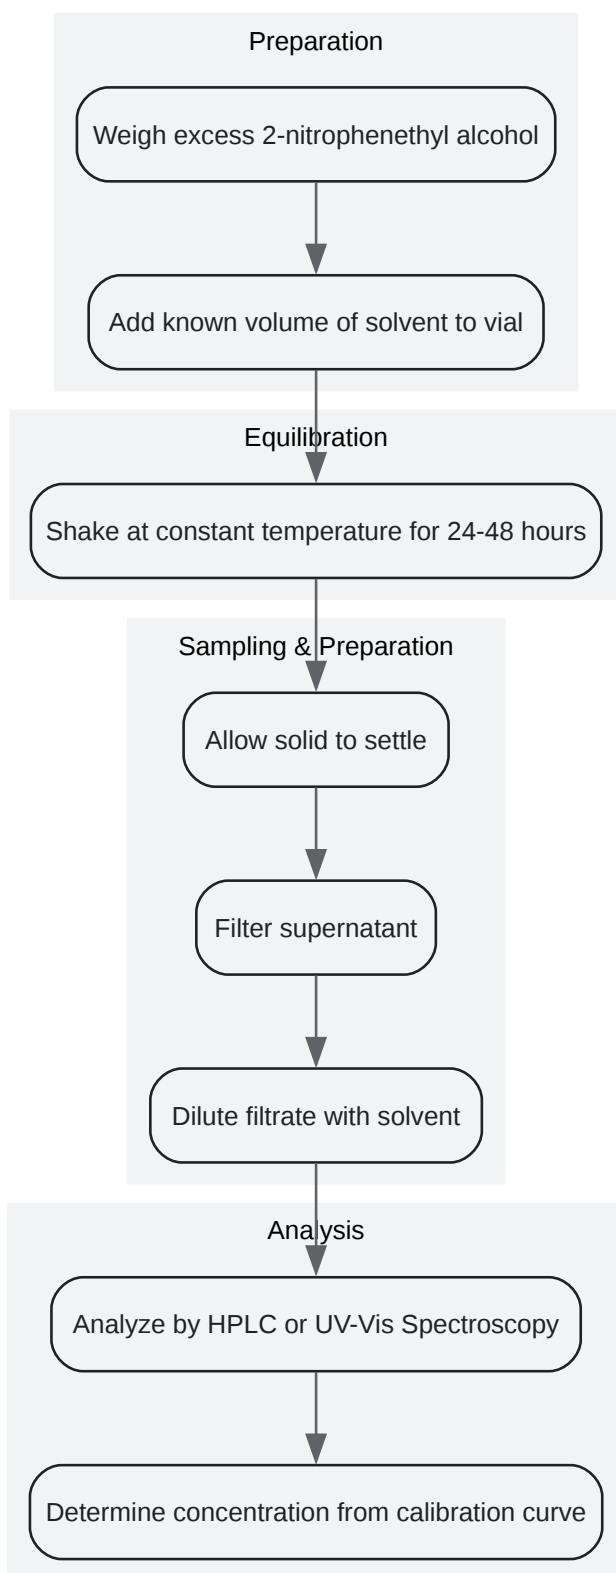 Preparation
Weigh excess 2-nitrophenethyl alcohol
Add known volume of solvent to vial
Equilibration
Shake at constant temperature for 24-48 hours
Sampling & Preparation
Allow solid to settle
Filter supernatant
Dilute filtrate with solvent
Analysis
Analyze by HPLC or UV-Vis Spectroscopy
Determine concentration from calibration curve